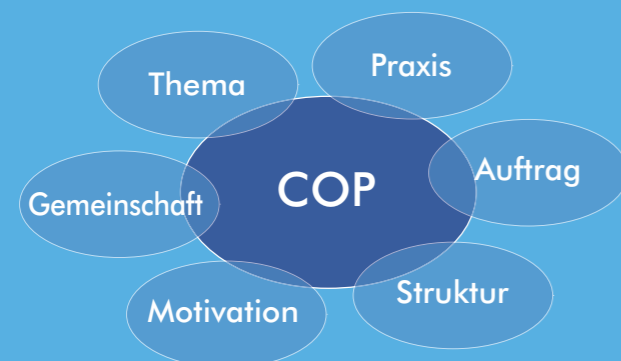 Praxis
Thema
COP
Auftrag
Gemeinschaft
Struktur
Motivation